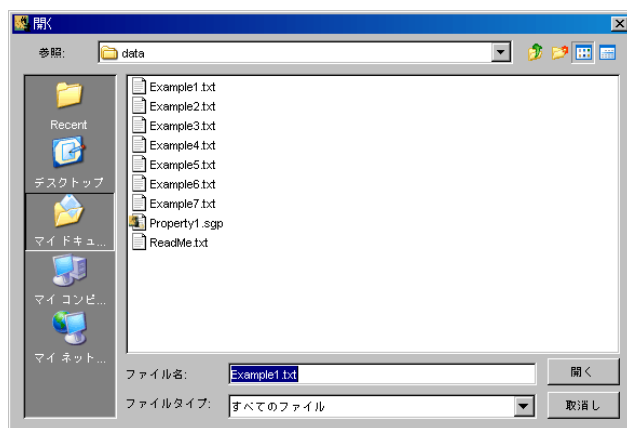 開く
参照: data
Recent
デスクトップ
マイ ドキュ...
マイ コンピ...
マイ ネット...
Example1.txt
Example2.txt
Example3.txt
Example4.txt
Example5.txt
Example6.txt
Example7.txt
Property1.sgp
ReadMe.txt
ファイル名: Example1.txt 開く
ファイルタイプ: すべてのファイル 取消し